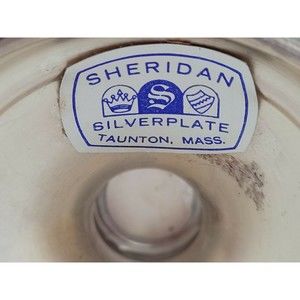 SHERIDAN
S
SILVERPLATE
TAUNTON, MASS.